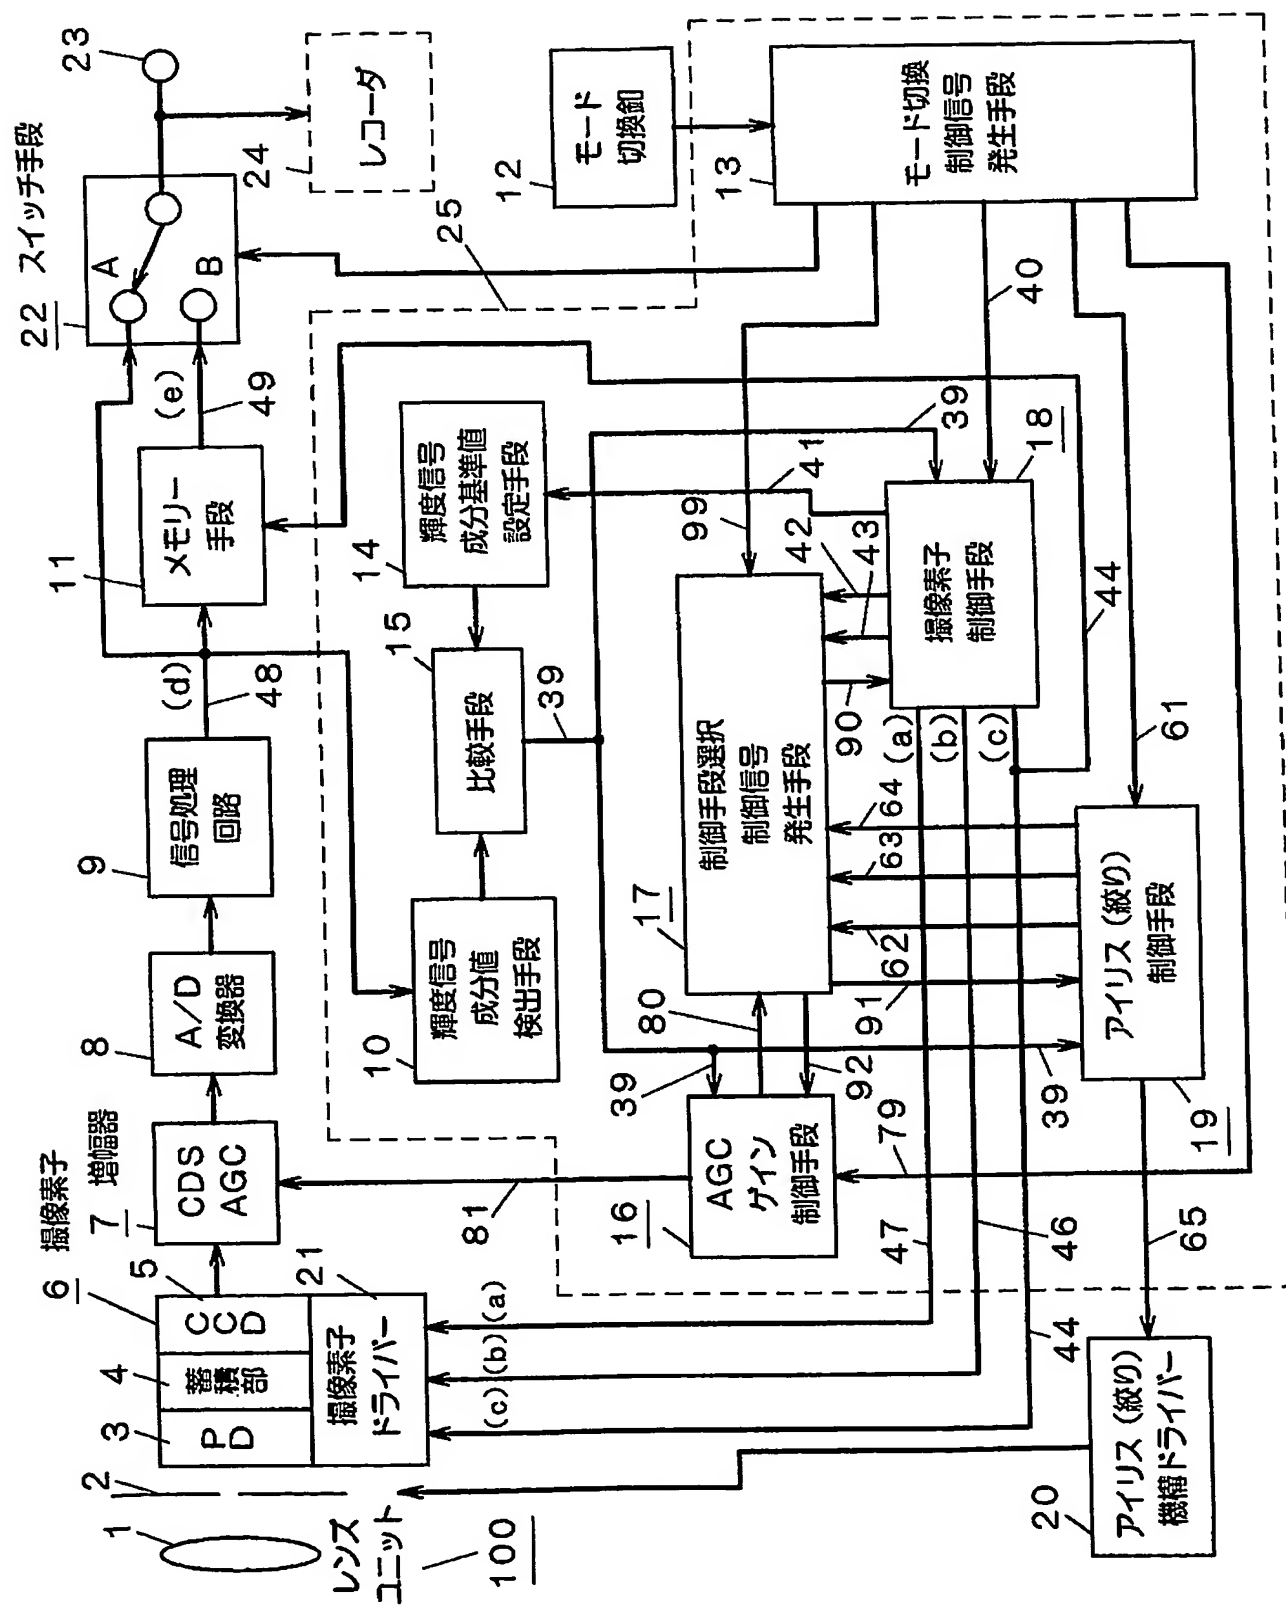 1
2
3
4
5
6
撮像素子
7
増幅器
8
9
11
22
スイッチ手段
23
PD
蓄積部
CCD
CDS
AGC
A/D
変換器
信号処理
回路
(d)
48
メモリー
手段
(e)
49
A
B
21
撮像素子
ドライバー
レンズ
ユニット
100
(c)
(b)
(a)
81
10
輝度信号
成分値
検出手段
15
比較手段
39
14
輝度信号
成分基準値
設定手段
25
24
レコーダ
12
モード
切換釦
13
モード切換
制御信号
発生手段
16
AGC
ゲイン
制御手段
39
80
92
79
17
制御手段選択
制御信号
発生手段
99
41
42
43
39
40
18
撮像素子
制御手段
90
(a)
(b)
(c)
64
63
62
91
47
46
44
44
61
39
19
アイリス(絞り)
制御手段
65
20
アイリス(絞り)
機構ドライバー